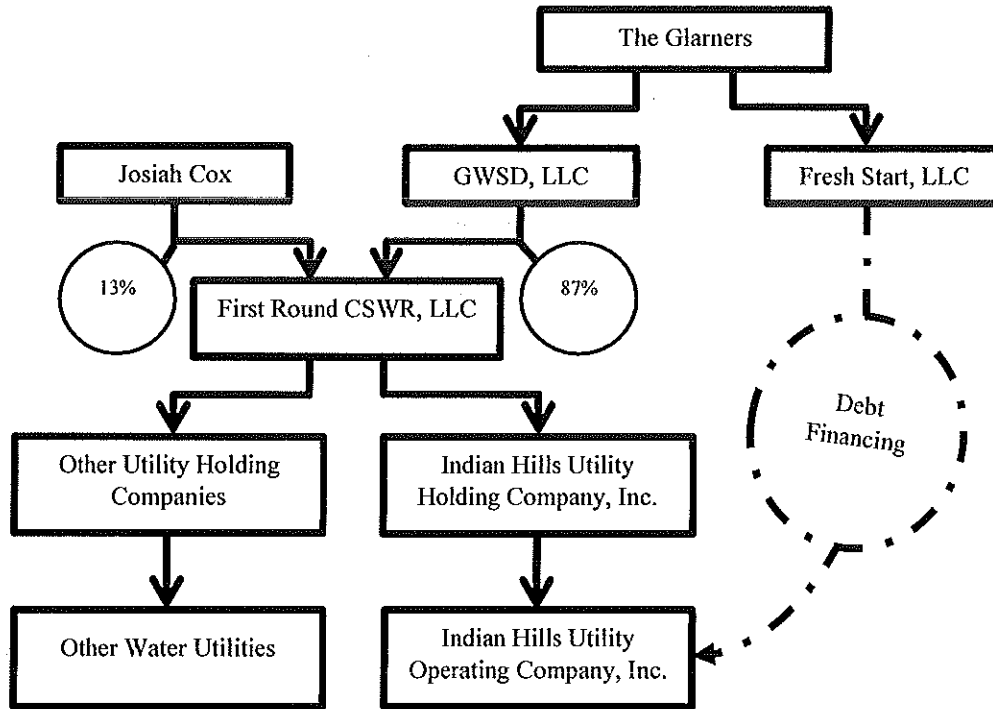 The Glarners
Josiah Cox
GWSD, LLC
Fresh Start, LLC
13%
87%
First Round CSWR, LLC
Debt
Financing
Other Utility Holding
Companies
Indian Hills Utility
Holding Company, Inc.
Other Water Utilities
Indian Hills Utility
Operating Company, Inc.